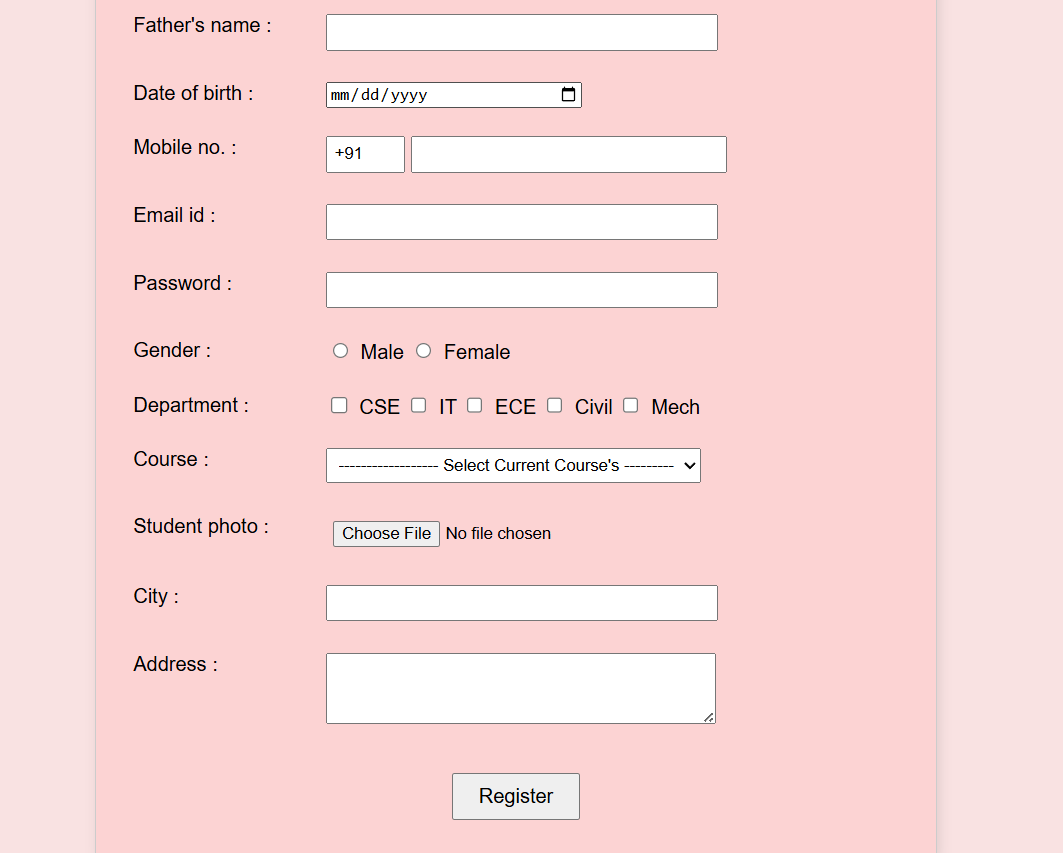 Father's name :
Date of birth : mm/dd/yyyy
Mobile no. : +91
Email id :
Password :
Gender : Male Female
Department : CSE IT ECE Civil Mech
Course : ------------------ Select Current Course's ---------
Student photo : Choose File No file chosen
City :
Address :
Register